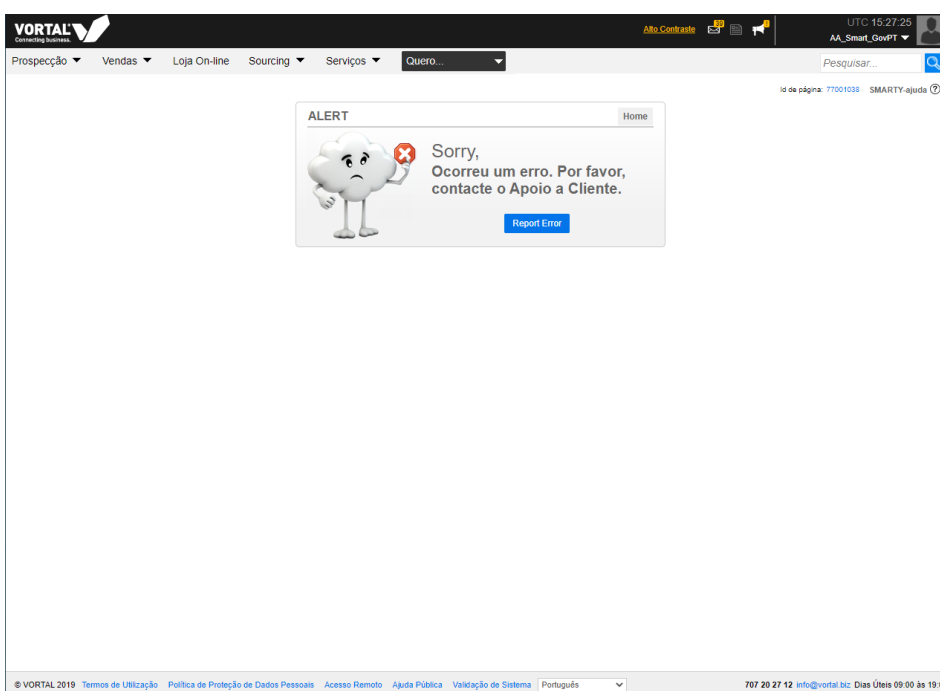 VORTAL
Connecting business.
Alto Contraste
39
UTC 15:27:25
AA_Smart_GovPT
Prospecção
Vendas
Loja On-line
Sourcing
Serviços
Quero...
Pesquisar...
Id de página: 77001038 SMARTY-ajuda ?
ALERT
Home
Sorry,
Ocorreu um erro. Por favor,
contacte o Apoio a Cliente.
Report Error
© VORTAL 2019 Termos de Utilização Política de Proteção de Dados Pessoais Acesso Remoto Ajuda Pública Validação de Sistema Português 707 20 27 12 info@vortal.biz Dias Úteis 09:00 às